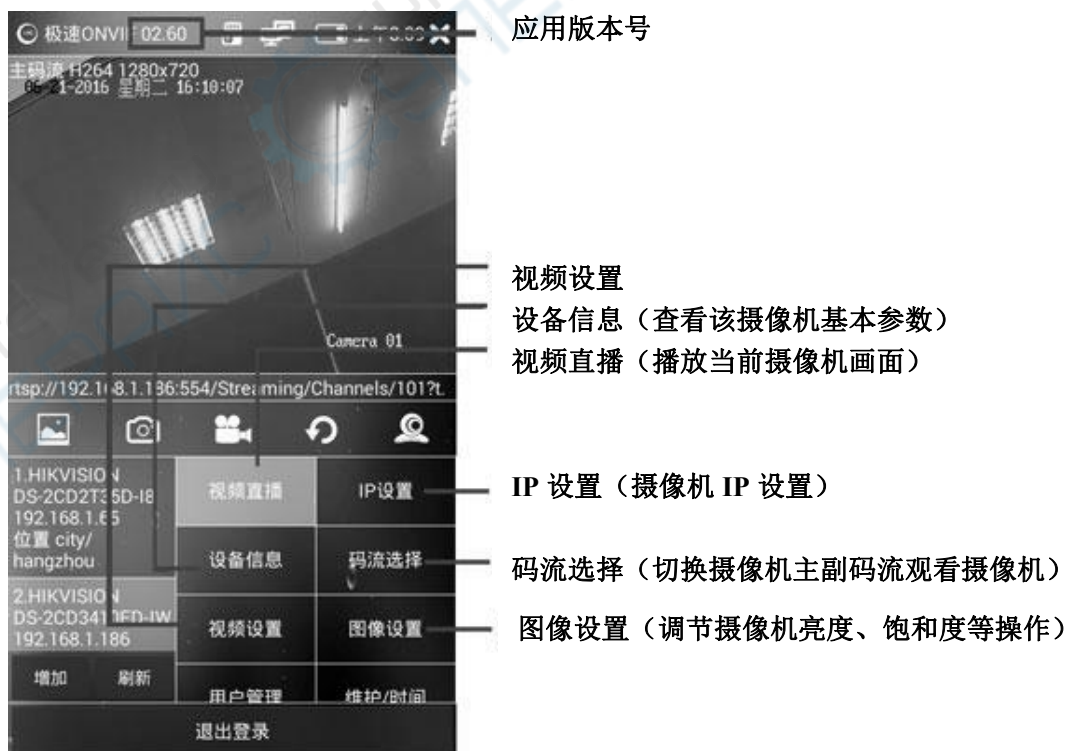 极速ONVIF 02.60
应用版本号
主码流 H264 1280x720
06-21-2016 星期二 16:10:07
视频设置
设备信息（查看该摄像机基本参数）
Camera 01
视频直播（播放当前摄像机画面）
rtsp://192.168.1.186:554/Streaming/Channels/101?t.
1.HIKVISION
DS-2CD2T35D-I8
192.168.1.65
位置 city/
hangzhou
视频直播
IP设置
IP 设置（摄像机 IP 设置）
设备信息
码流选择
码流选择（切换摄像机主副码流观看摄像机）
2.HIKVISION
DS-2CD3410FD-IW
192.168.1.186
视频设置
图像设置
图像设置（调节摄像机亮度、饱和度等操作）
增加
刷新
用户管理
维护/时间
退出登录